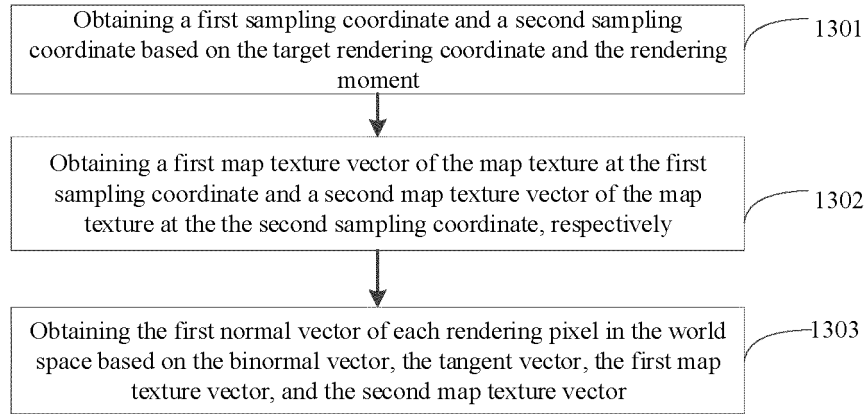 Obtaining a first sampling coordinate and a second sampling
coordinate based on the target rendering coordinate and the rendering
moment
1301
Obtaining a first map texture vector of the map texture at the first
sampling coordinate and a second map texture vector of the map
texture at the the second sampling coordinate, respectively
1302
Obtaining the first normal vector of each rendering pixel in the world
space based on the binormal vector, the tangent vector, the first map
texture vector, and the second map texture vector
1303